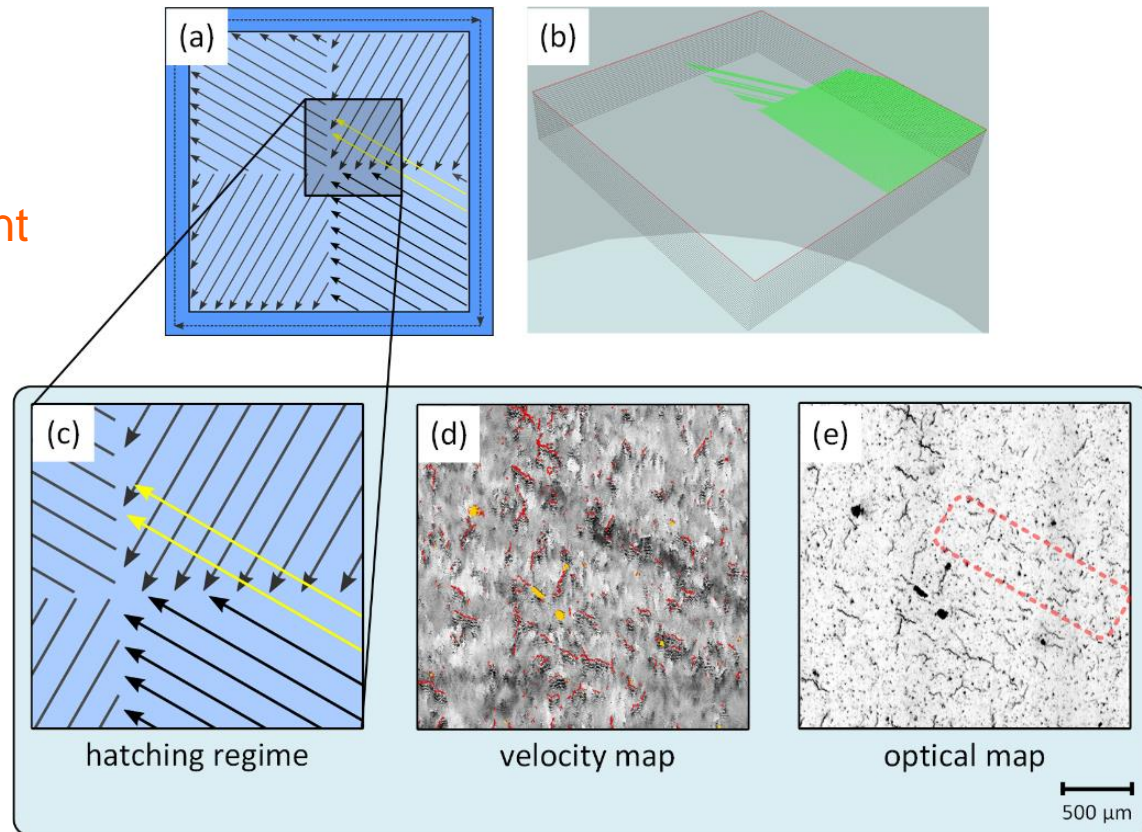 (a)
(b)
nt
(c)
(d)
(e)
hatching regime
velocity map
optical map
500 μm